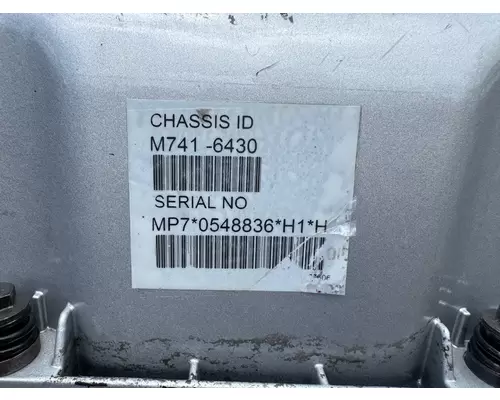 CHASSIS ID
M741 -6430
SERIAL NO
MP7*0548836*H1*H